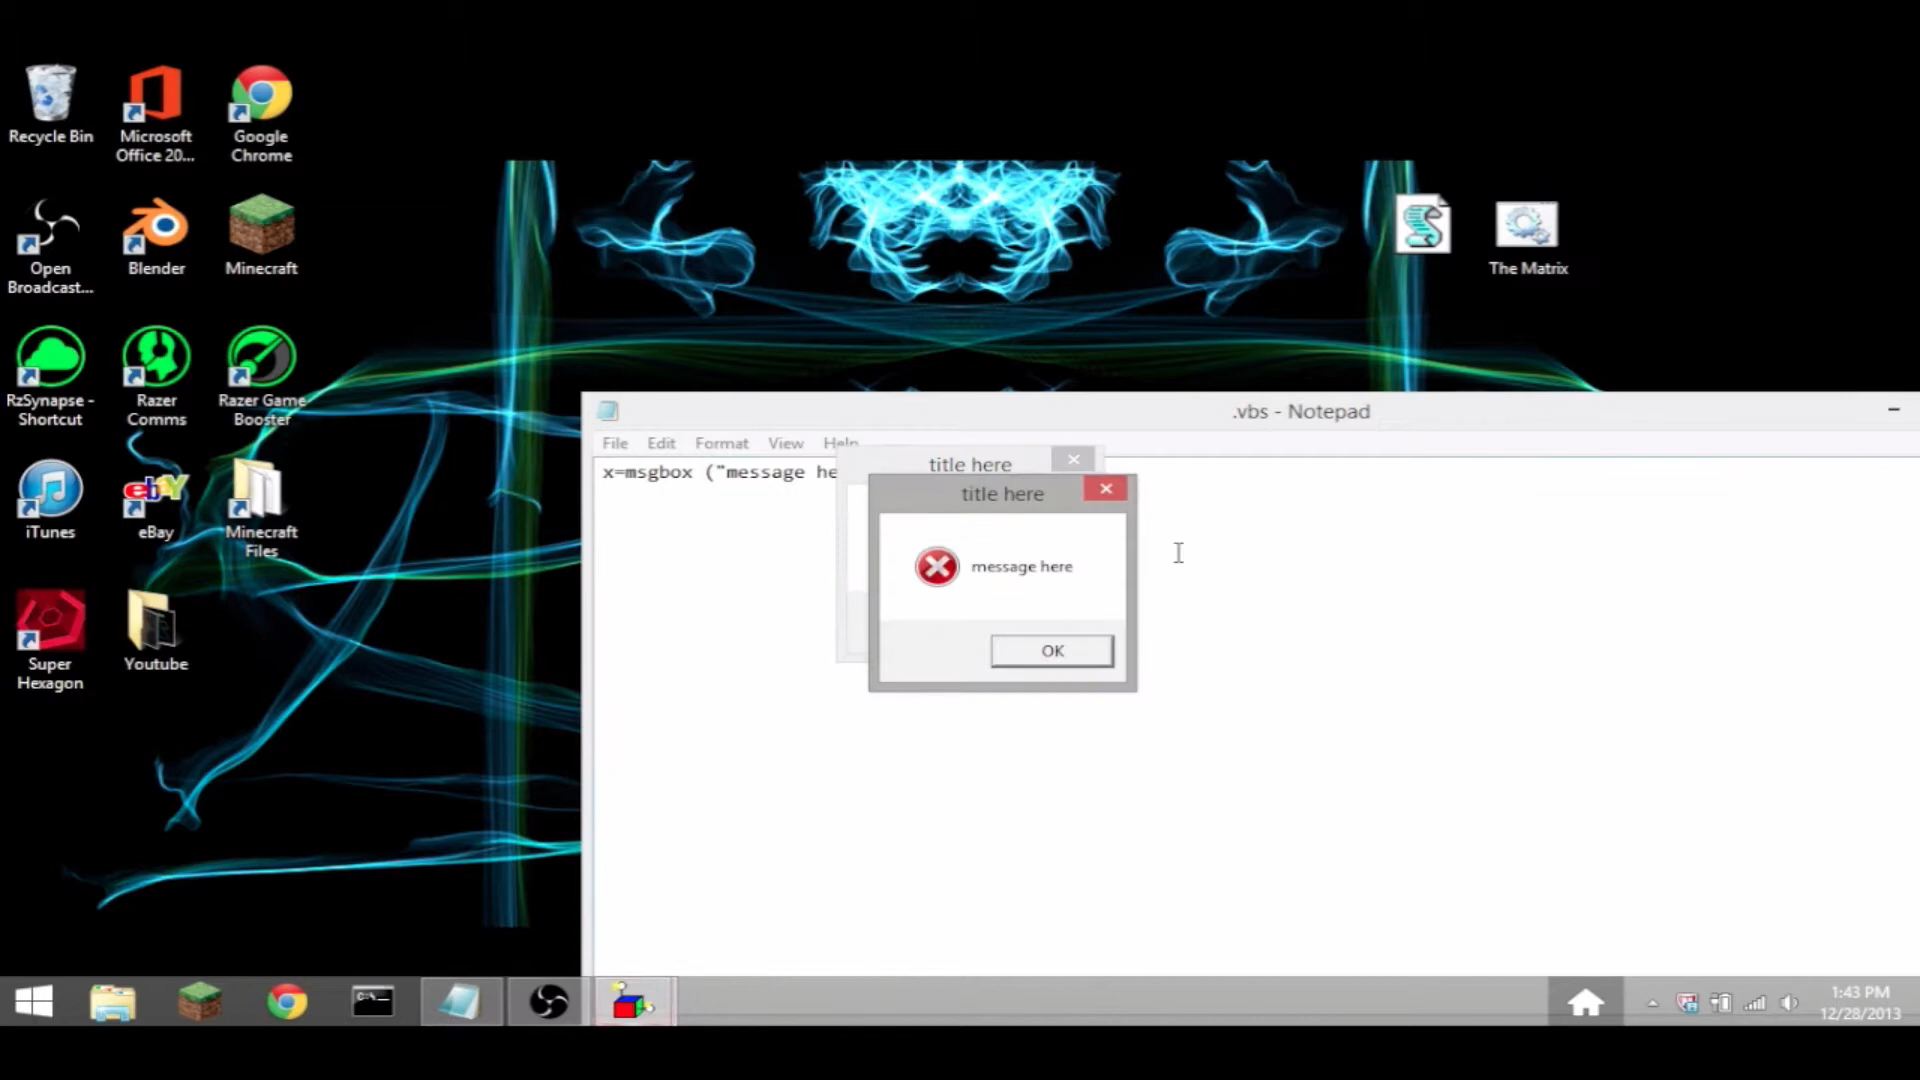 Recycle Bin
Microsoft
Office 20...
Google
Chrome
Open
Broadcast...
Blender
Minecraft
The Matrix
RzSynapse -
Shortcut
Razer
Comms
Razer Game
Booster
iTunes
eBay
Minecraft
Files
Super
Hexagon
Youtube
.vbs - Notepad
File Edit Format View Help
x=msgbox ("message he
title here
title here
message here
OK
C:\_
1:43 PM
12/28/2013